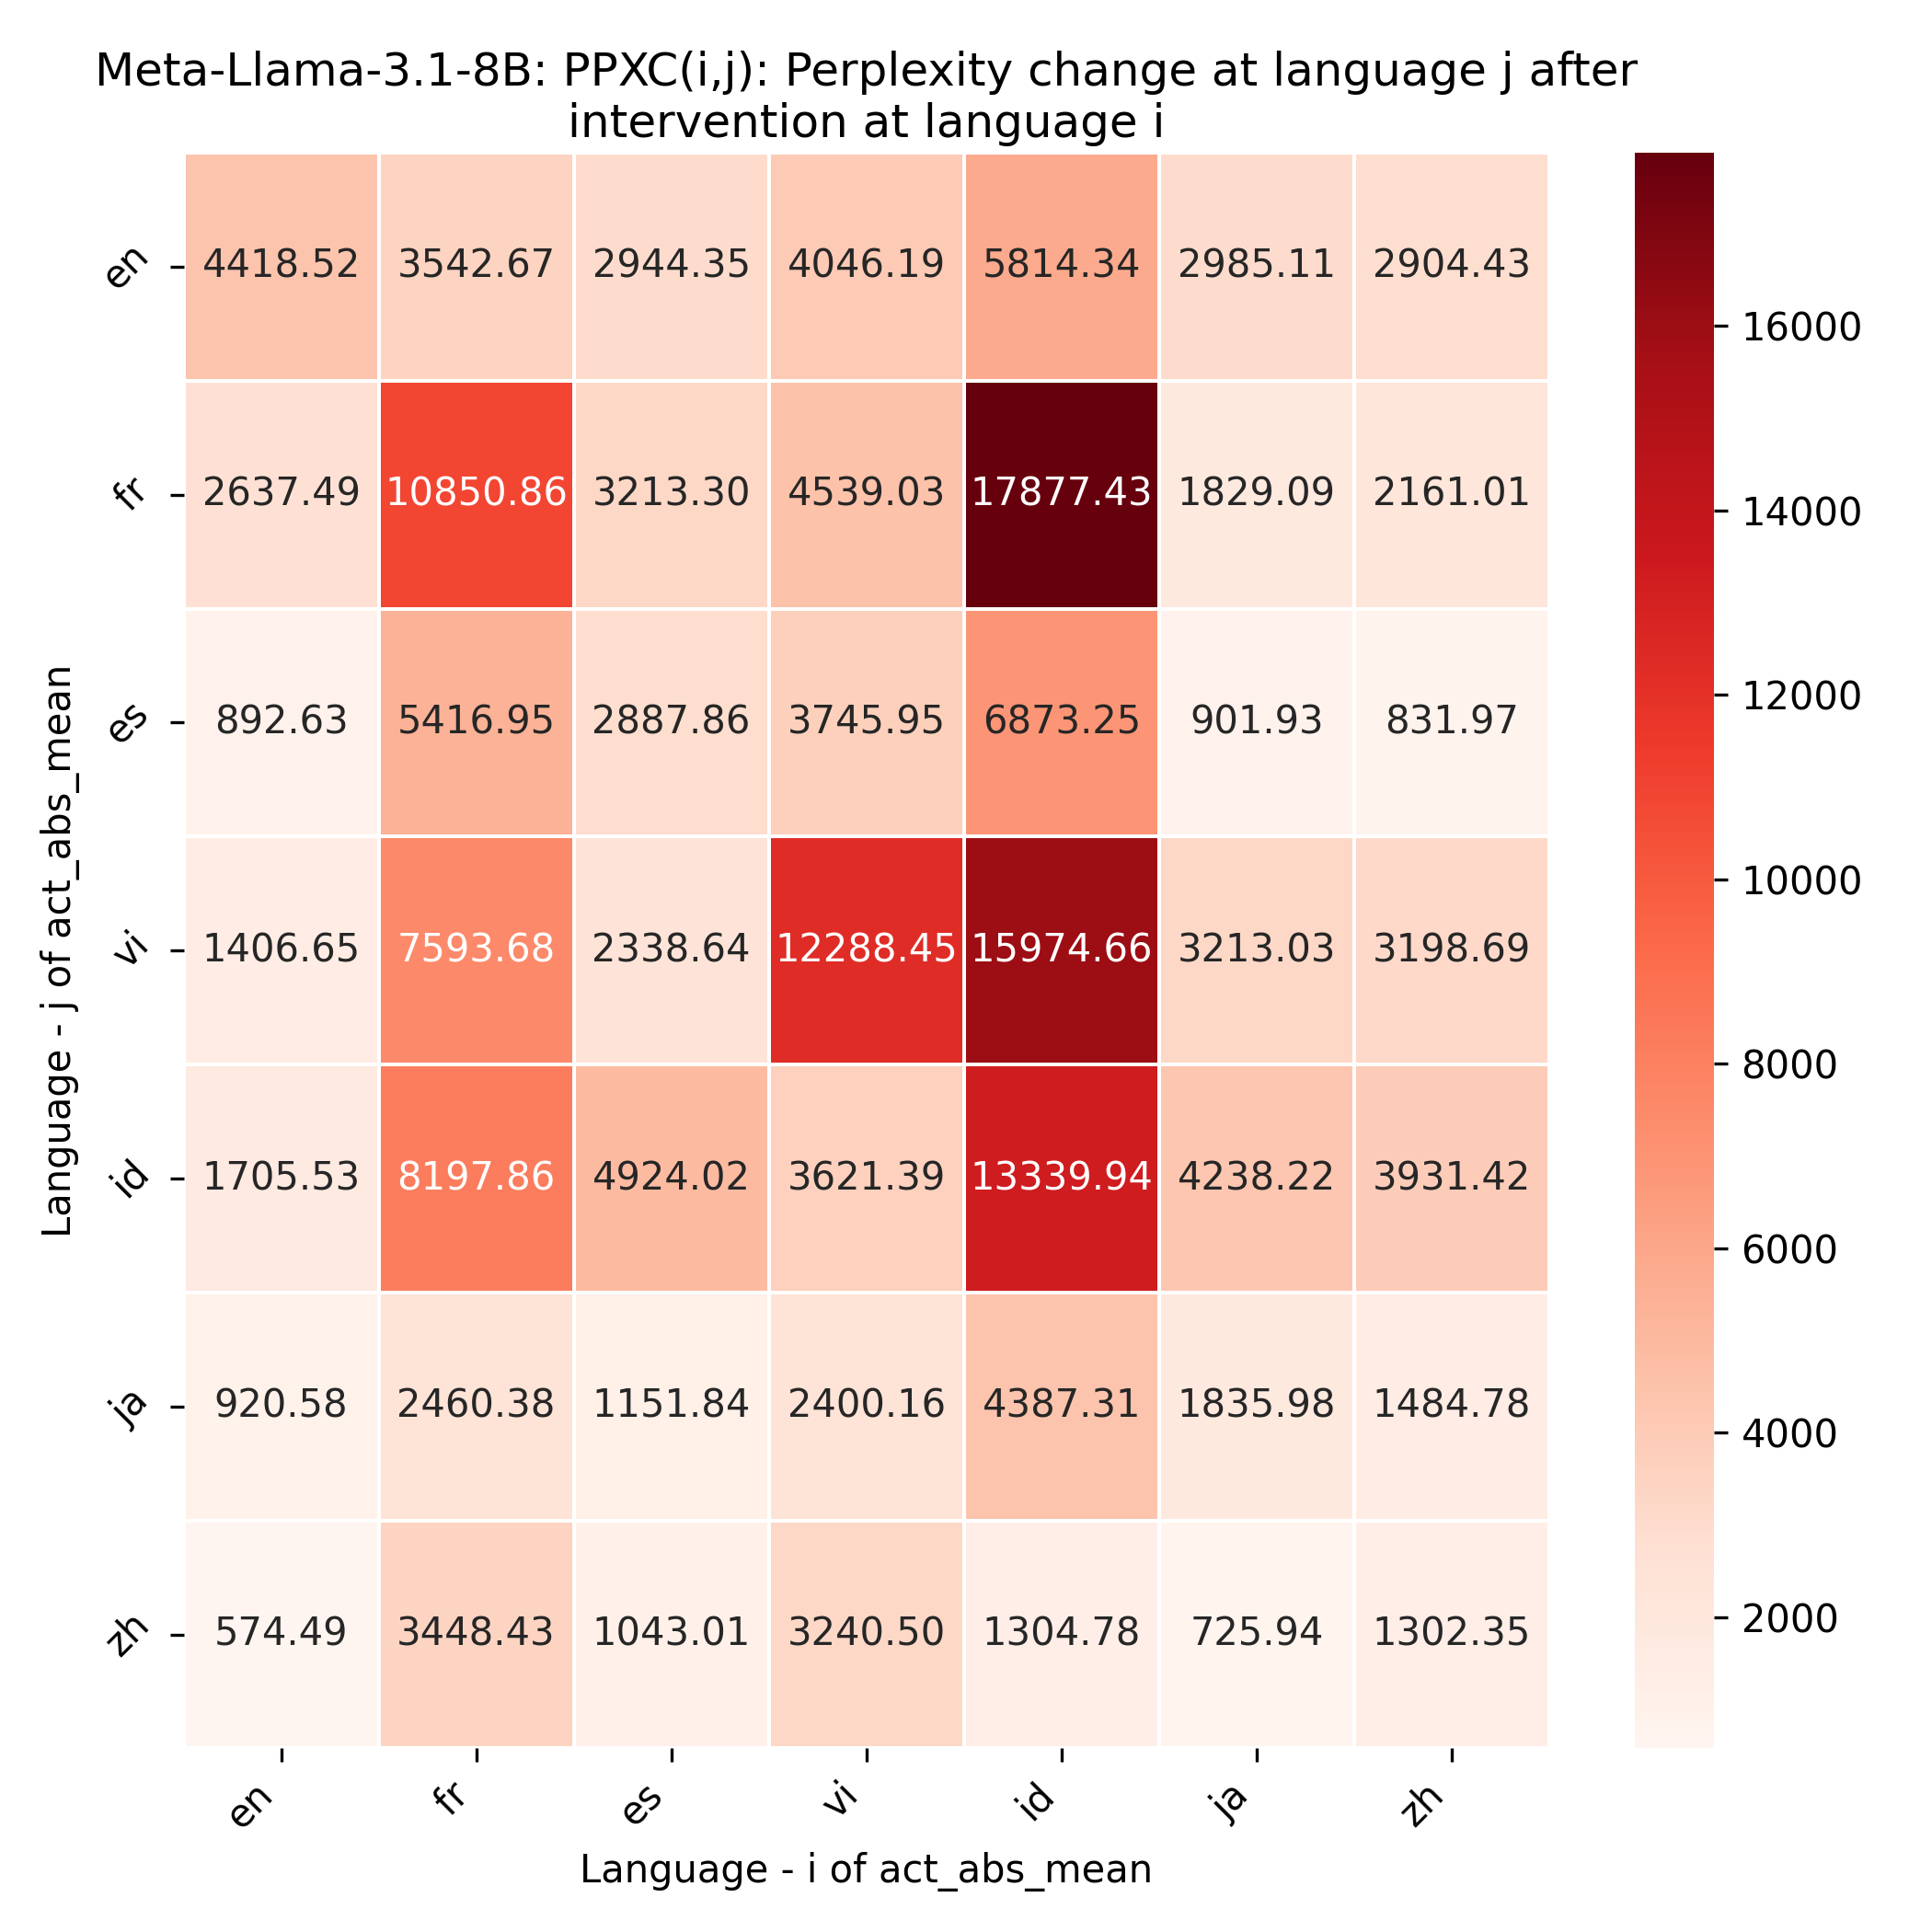 Meta-Llama-3.1-8B: PPXC(i,j): Perplexity change at language j after
intervention at language i
en 4418.52 3542.67 2944.35 4046.19 5814.34 2985.11 2904.43
fr 2637.49 10850.86 3213.30 4539.03 17877.43 1829.09 2161.01
es 892.63 5416.95 2887.86 3745.95 6873.25 901.93 831.97
vi 1406.65 7593.68 2338.64 12288.45 15974.66 3213.03 3198.69
id 1705.53 8197.86 4924.02 3621.39 13339.94 4238.22 3931.42
ja 920.58 2460.38 1151.84 2400.16 4387.31 1835.98 1484.78
zh 574.49 3448.43 1043.01 3240.50 1304.78 725.94 1302.35
en fr es vi id ja zh
Language - i of act_abs_mean
Language - j of act_abs_mean
16000
14000
12000
10000
8000
6000
4000
2000